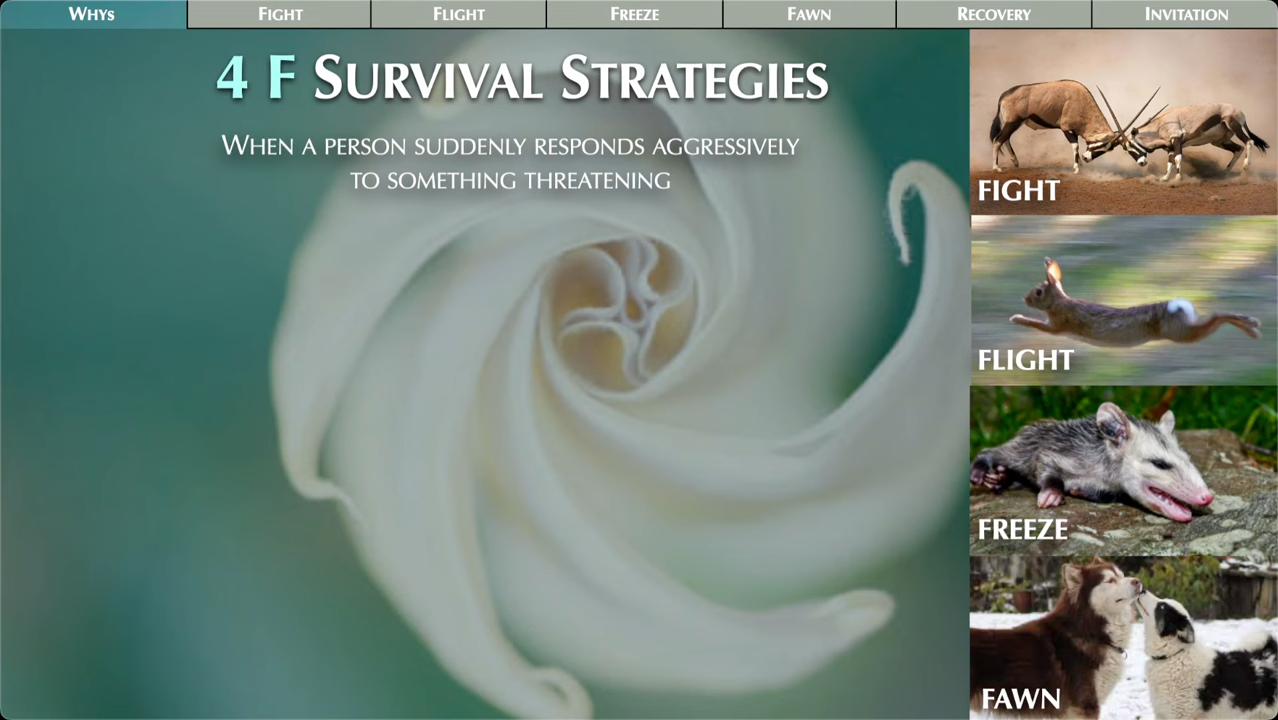 Whys Fight Flight Freeze Fawn Recovery Invitation
4 F Survival Strategies
When a person suddenly responds aggressively
to something threatening
FIGHT
FLIGHT
FREEZE
FAWN